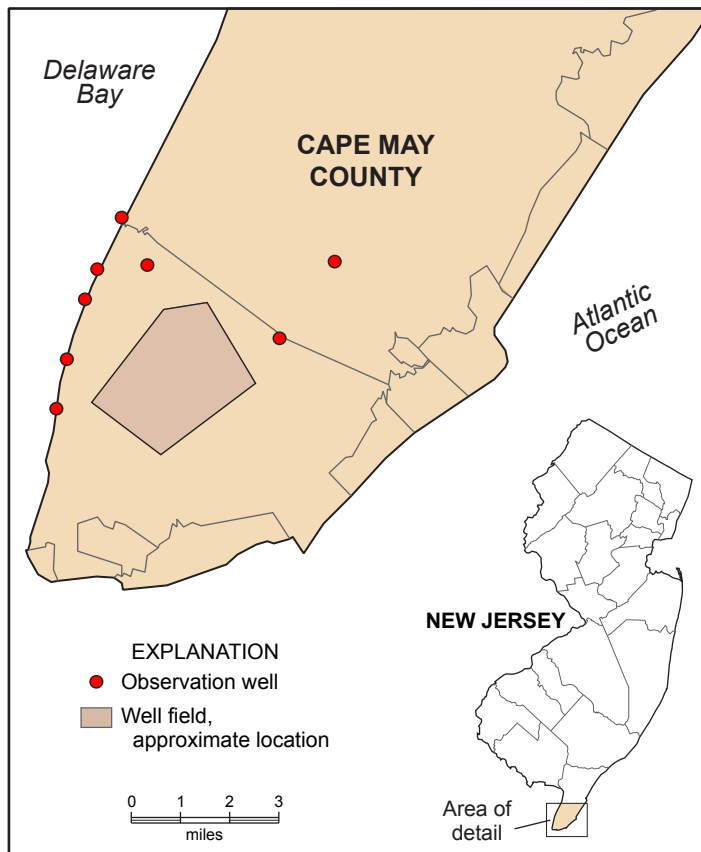 Delaware
Bay
CAPE MAY
COUNTY
Atlantic
Ocean
NEW JERSEY
EXPLANATION
Observation well
Well field,
approximate location
0 1 2 3
miles
Area of
detail